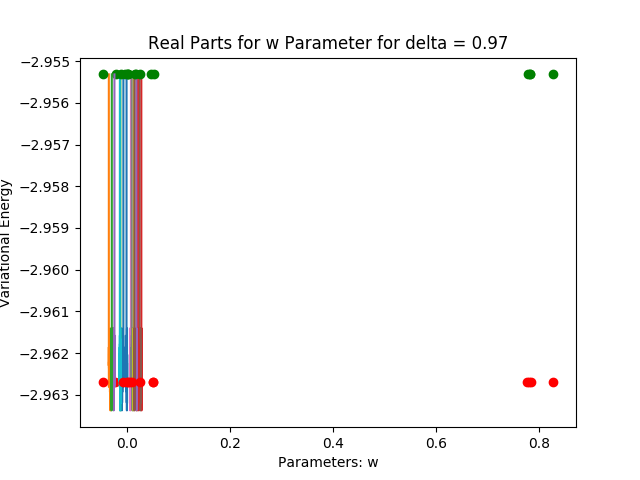 Real Parts for w Parameter for delta = 0.97
−2.955
−2.956
−2.957
−2.958
−2.959
−2.960
−2.961
−2.962
−2.963
Variational Energy
0.0 0.2 0.4 0.6 0.8
Parameters: w